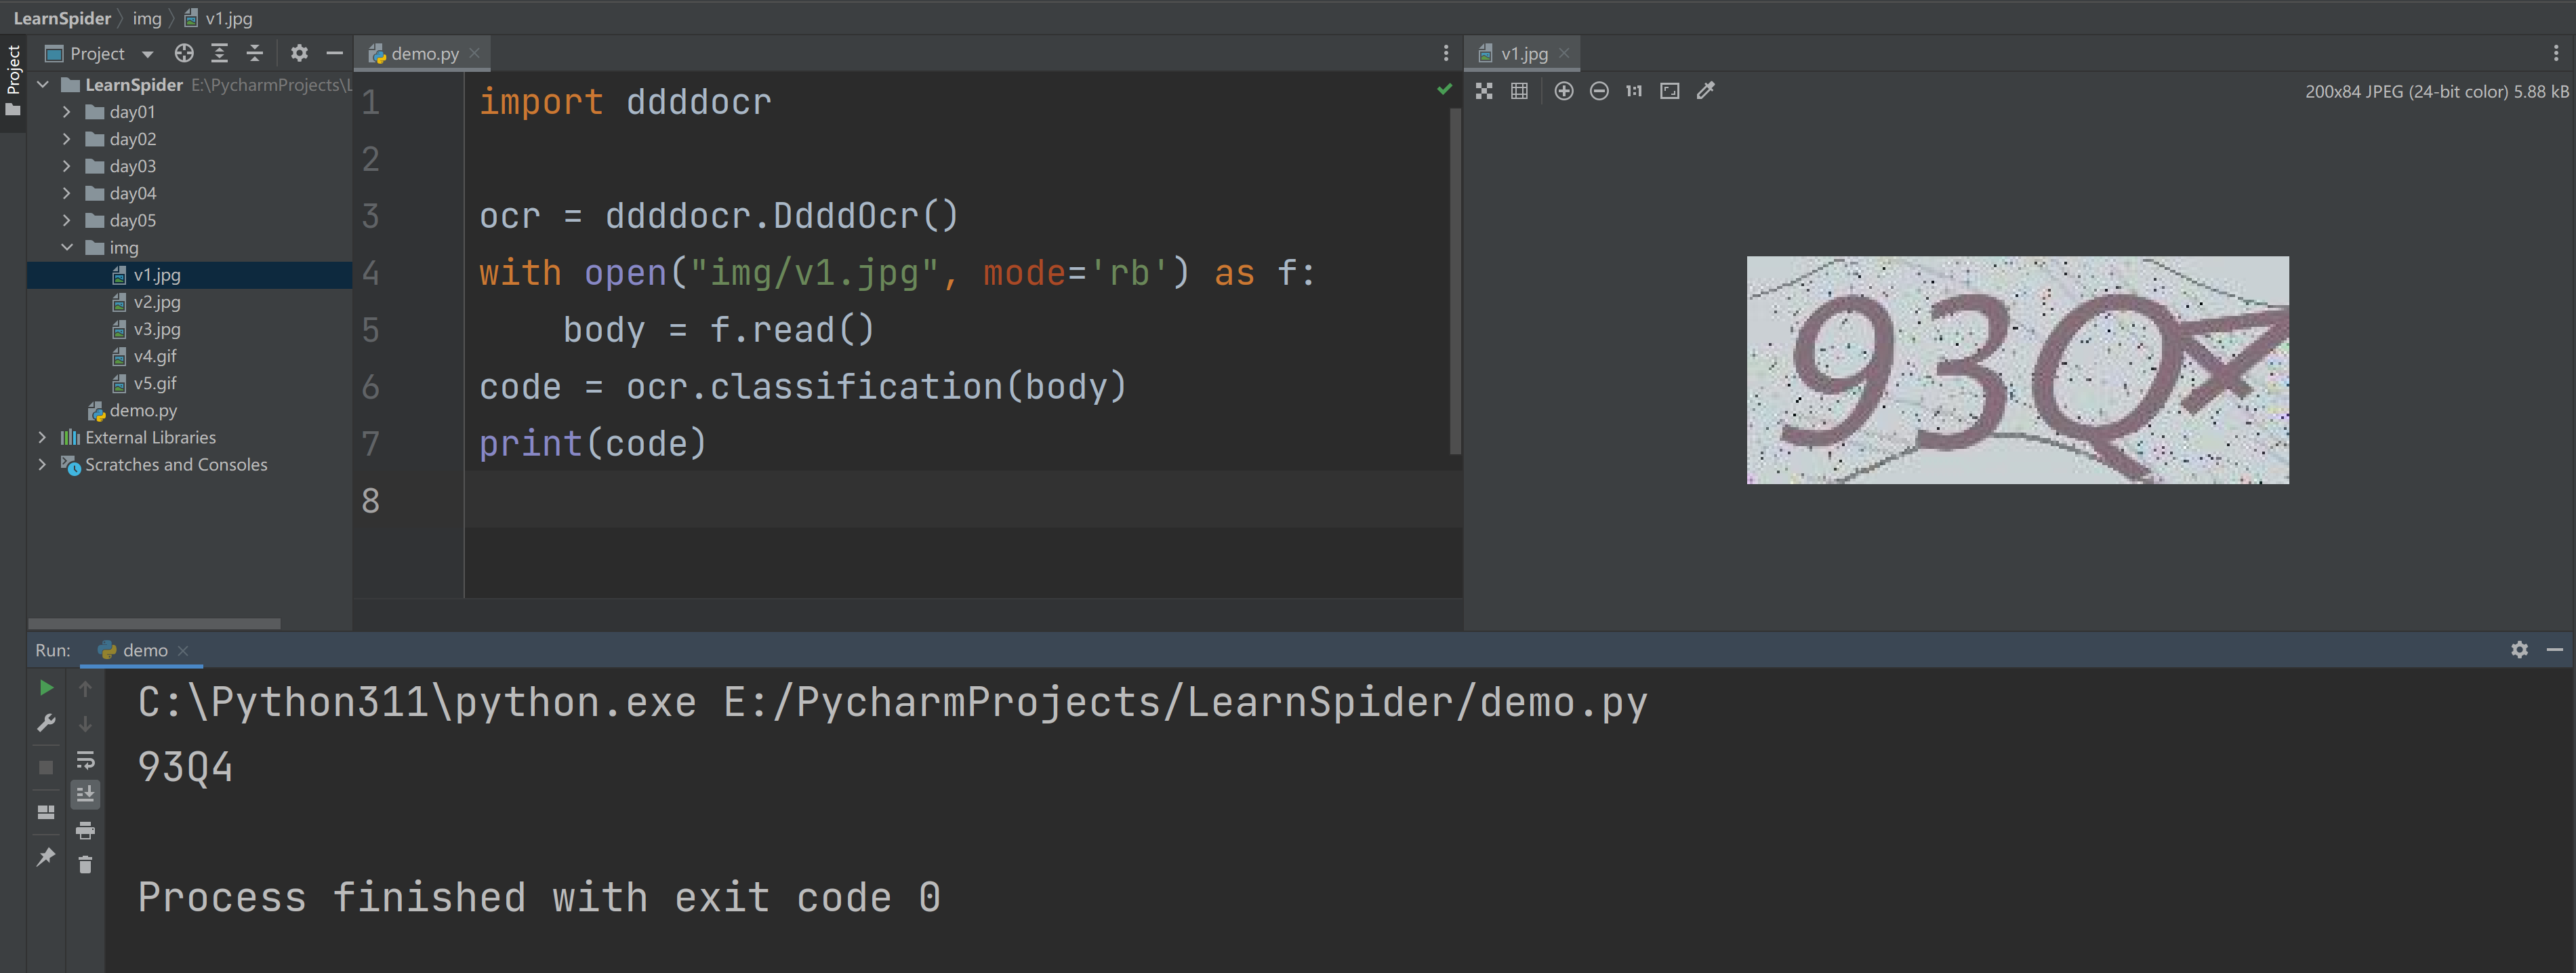 LearnSpider
img
v1.jpg
Project
Project
LearnSpider E:\PycharmProjects\L
day01
day02
day03
day04
day05
img
v1.jpg
v2.jpg
v3.jpg
v4.gif
v5.gif
demo.py
External Libraries
Scratches and Consoles
demo.py
1 import ddddocr
2
3 ocr = ddddocr.DdddOcr()
4 with open("img/v1.jpg", mode='rb') as f:
5 body = f.read()
6 code = ocr.classification(body)
7 print(code)
8
v1.jpg
1:1
200x84 JPEG (24-bit color) 5.88 kB
93Q4
Run:
demo
C:\Python311\python.exe E:/PycharmProjects/LearnSpider/demo.py
93Q4
Process finished with exit code 0